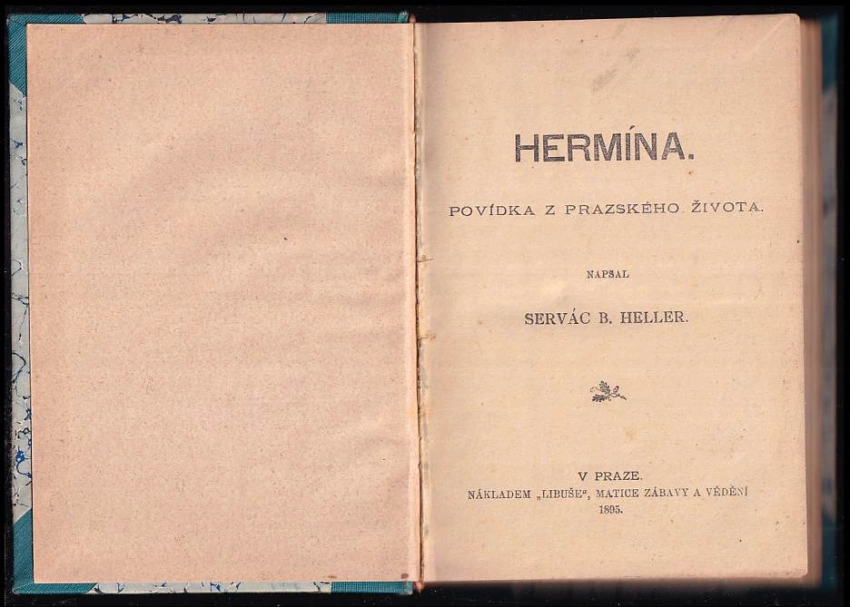 HERMÍNA.
POVÍDKA Z PRAZSKÉHO ŽIVOTA.
NAPSAL
SERVÁC B. HELLER.
V PRAZE.
NÁKLADEM „LIBUŠE“, MATICE ZÁBAVY A VĚDĚNÍ
1895.